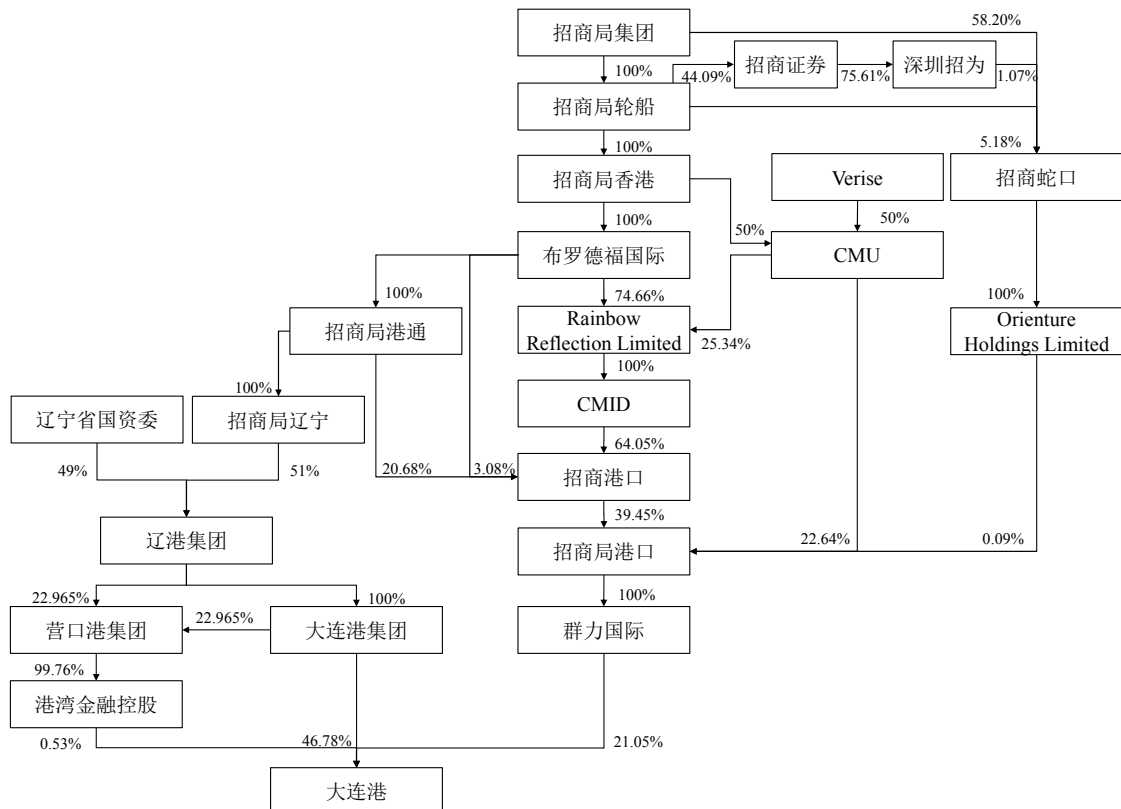 招商局集团
58.20%
招商证券
深圳招为
100%
44.09%
75.61%
1.07%
招商局轮船
100%
5.18%
招商局香港
Verise
招商蛇口
100%
50%
50%
布罗德福国际
CMU
100%
74.66%
100%
招商局港通
Rainbow
Reflection Limited
25.34%
Orienture
Holdings Limited
100%
100%
辽宁省国资委
招商局辽宁
CMID
64.05%
49%
51%
20.68%
3.08%
招商港口
39.45%
辽港集团
招商局港口
22.64%
0.09%
22.965%
100%
100%
营口港集团
22.965%
大连港集团
群力国际
99.76%
港湾金融控股
0.53%
46.78%
21.05%
大连港